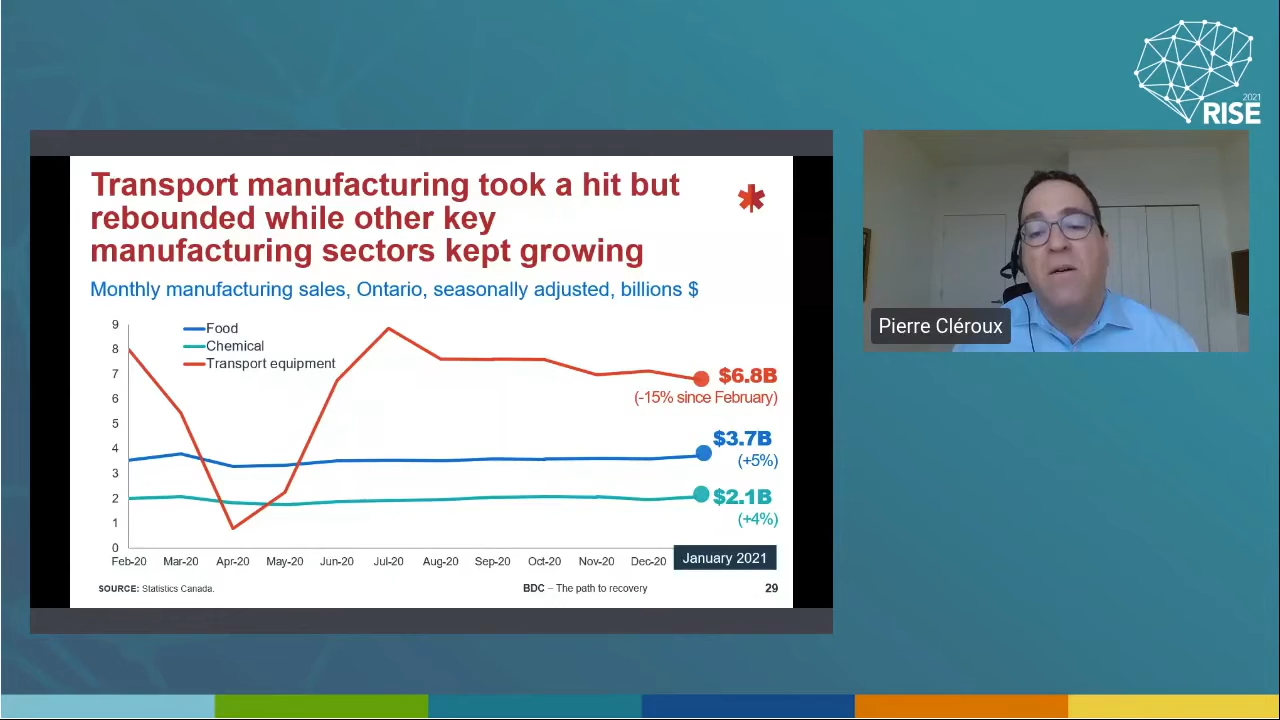 2021
RISE
Transport manufacturing took a hit but
rebounded while other key
manufacturing sectors kept growing
Monthly manufacturing sales, Ontario, seasonally adjusted, billions $
9
8
7
6
5
4
3
2
1
0
Food
Chemical
Transport equipment
$6.8B
(-15% since February)
$3.7B
(+5%)
$2.1B
(+4%)
Feb-20 Mar-20 Apr-20 May-20 Jun-20 Jul-20 Aug-20 Sep-20 Oct-20 Nov-20 Dec-20 January 2021
SOURCE: Statistics Canada. BDC – The path to recovery 29
Pierre Cléroux